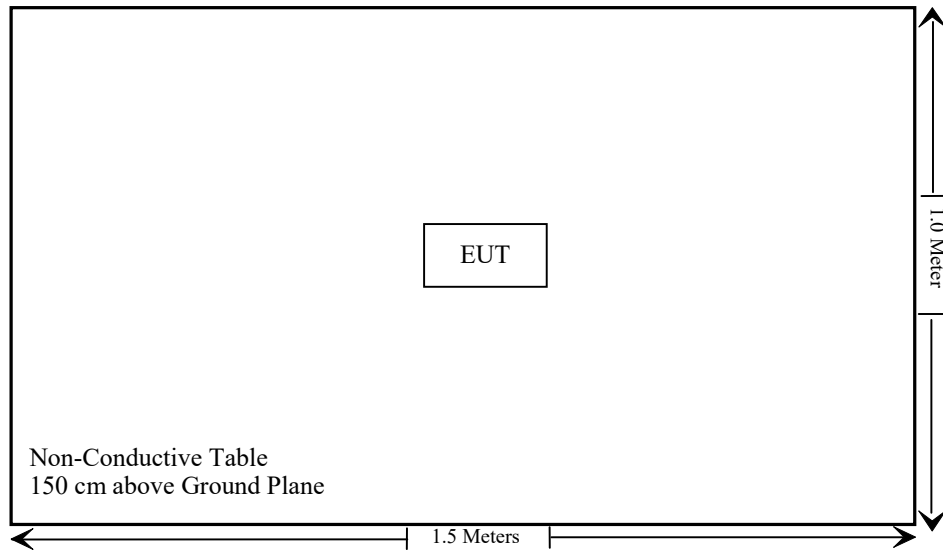 EUT
1.0 Meter
Non-Conductive Table
150 cm above Ground Plane
1.5 Meters